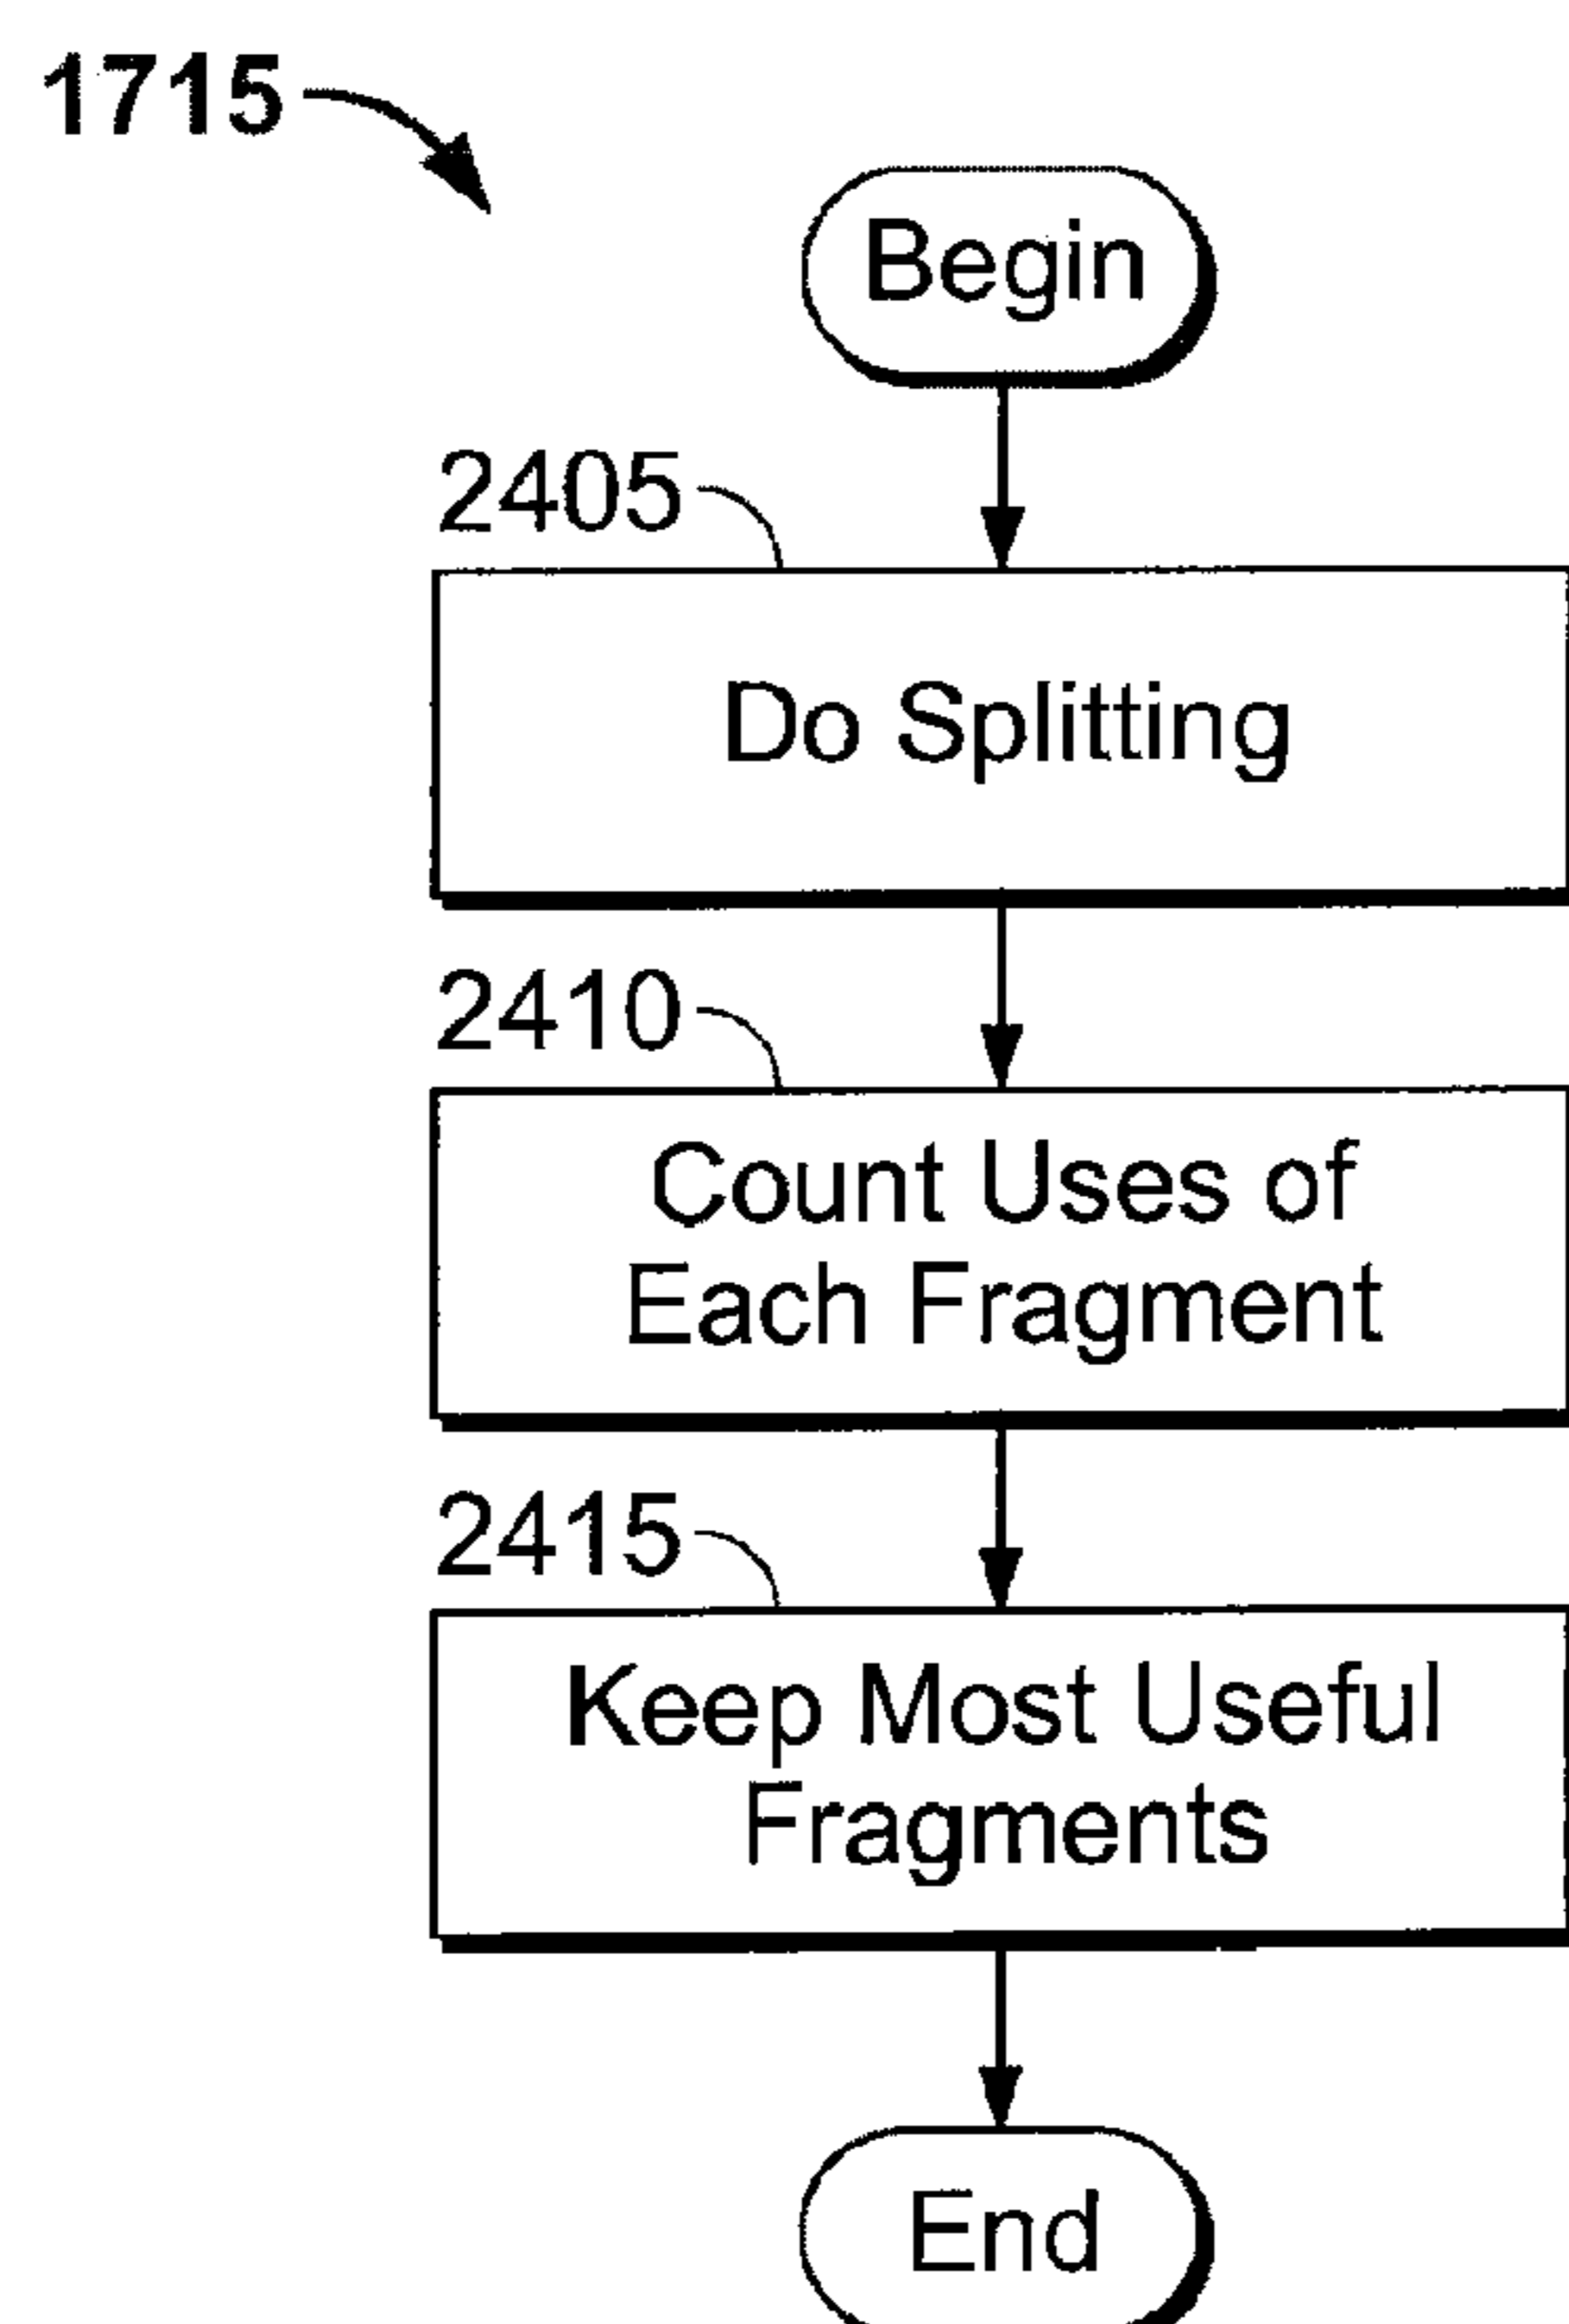 1715
Begin
2405
Do Splitting
2410
Count Uses of
Each Fragment
2415
Keep Most Useful
Fragments
End